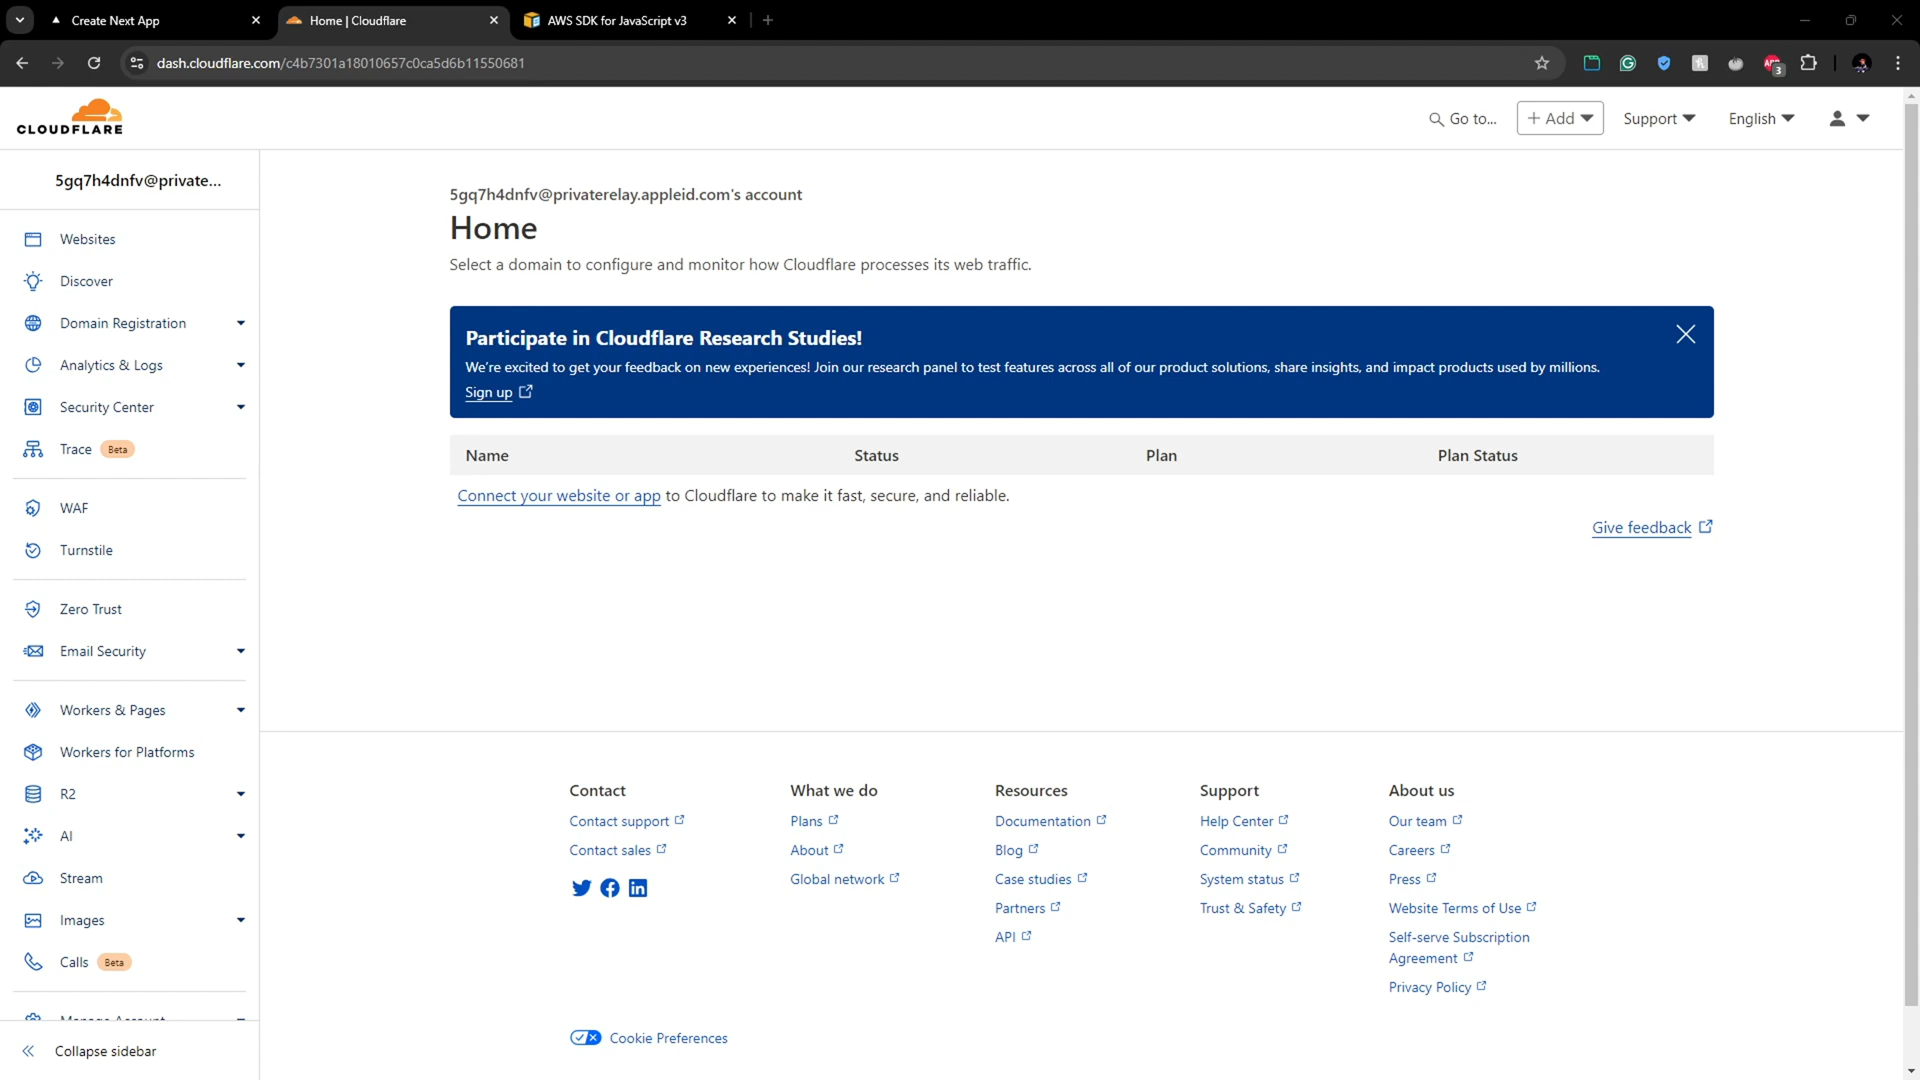 Create Next App
Home | Cloudflare
AWS SDK for JavaScript v3
dash.cloudflare.com/c4b7301a18010657c0ca5d6b11550681
3
CLOUDFLARE
Go to...
+ Add
Support
English
5gq7h4dnfv@private...
Websites
Discover
Domain Registration
Analytics & Logs
Security Center
Trace Beta
WAF
Turnstile
Zero Trust
Email Security
Workers & Pages
Workers for Platforms
R2
AI
Stream
Images
Calls Beta
Manage Account
Collapse sidebar
5gq7h4dnfv@privaterelay.appleid.com's account
Home
Select a domain to configure and monitor how Cloudflare processes its web traffic.
Participate in Cloudflare Research Studies!
We're excited to get your feedback on new experiences! Join our research panel to test features across all of our product solutions, share insights, and impact products used by millions.
Sign up
Name Status Plan Plan Status
Connect your website or app to Cloudflare to make it fast, secure, and reliable.
Give feedback
Contact
Contact support
Contact sales
What we do
Plans
About
Global network
Resources
Documentation
Blog
Case studies
Partners
API
Support
Help Center
Community
System status
Trust & Safety
About us
Our team
Careers
Press
Website Terms of Use
Self-serve Subscription
Agreement
Privacy Policy
Cookie Preferences